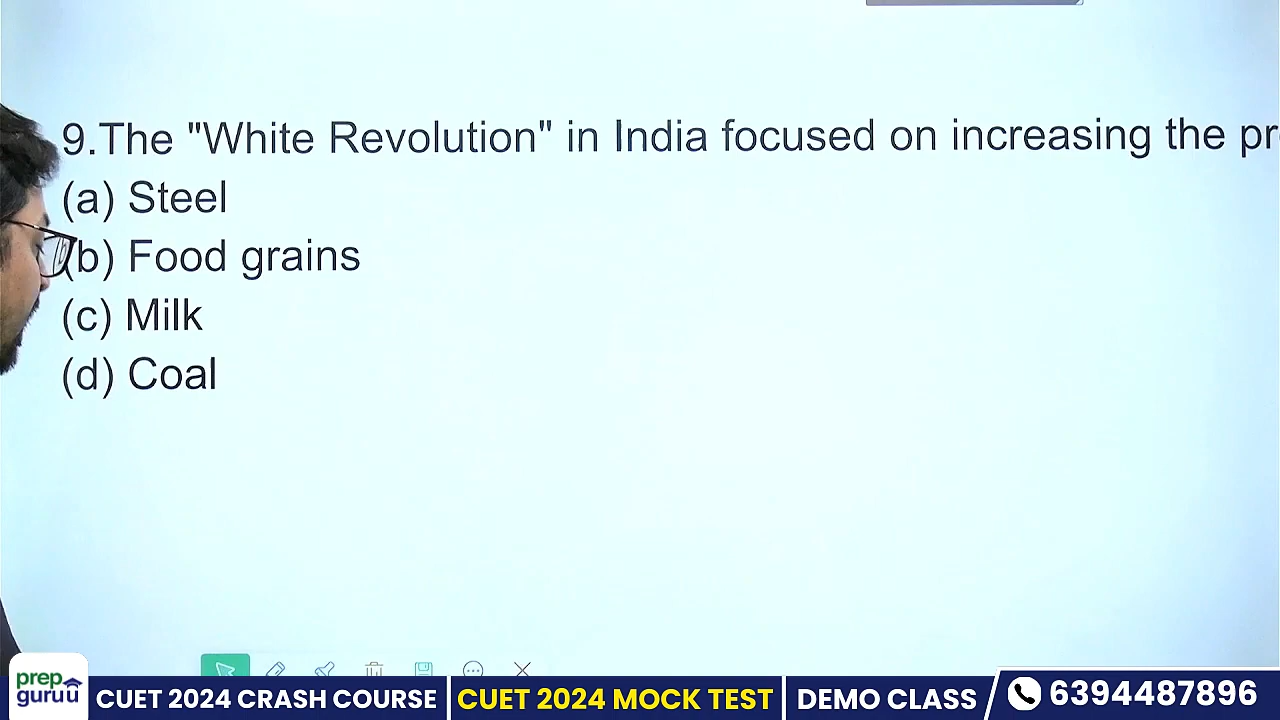 9.The "White Revolution" in India focused on increasing the
(a) Steel
(b) Food grains
(c) Milk
(d) Coal
prep
guruu
CUET 2024 CRASH COURSE
CUET 2024 MOCK TEST
DEMO CLASS
6394487896